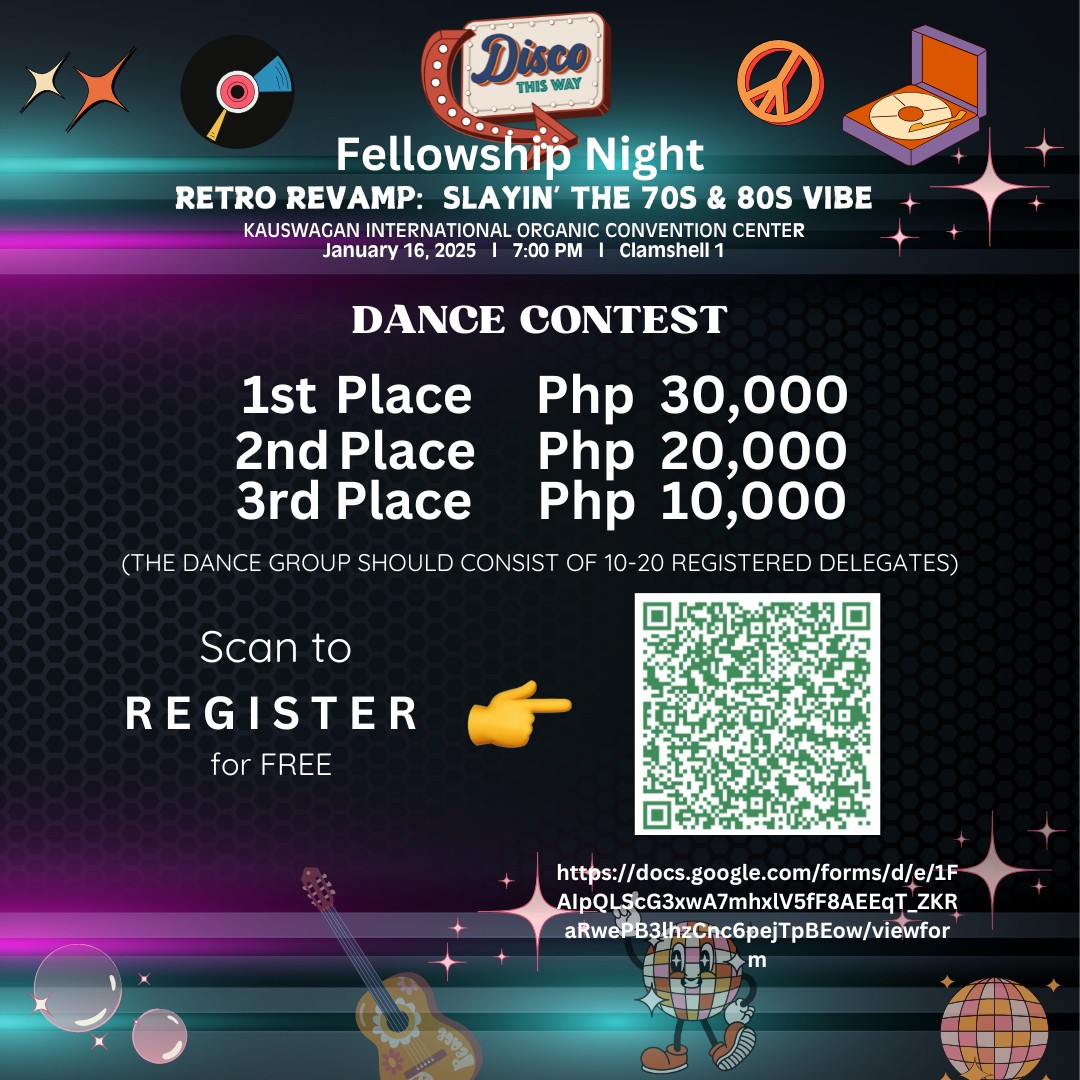 Disco
THIS WAY
Fellowship Night
RETRO REVAMP: SLAYIN' THE 70S & 80S VIBE
KAUSWAGAN INTERNATIONAL ORGANIC CONVENTION CENTER
January 16, 2025 I 7:00 PM I Clamshell 1
DANCE CONTEST
1st Place Php 30,000
2nd Place Php 20,000
3rd Place Php 10,000
(THE DANCE GROUP SHOULD CONSIST OF 10-20 REGISTERED DELEGATES)
Scan to
REGISTER
for FREE
https://docs.google.com/forms/d/e/1F
AIpQLScG3xwA7mhxlV5fF8AEEqT_ZKR
aRwePB3lhzCnc6pejTpBEow/viewfor
m
Peace